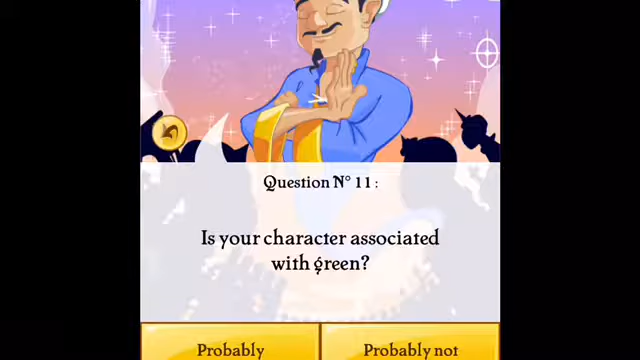 Question N° 11 :
Is your character associated
with green?
Probably
Probably not